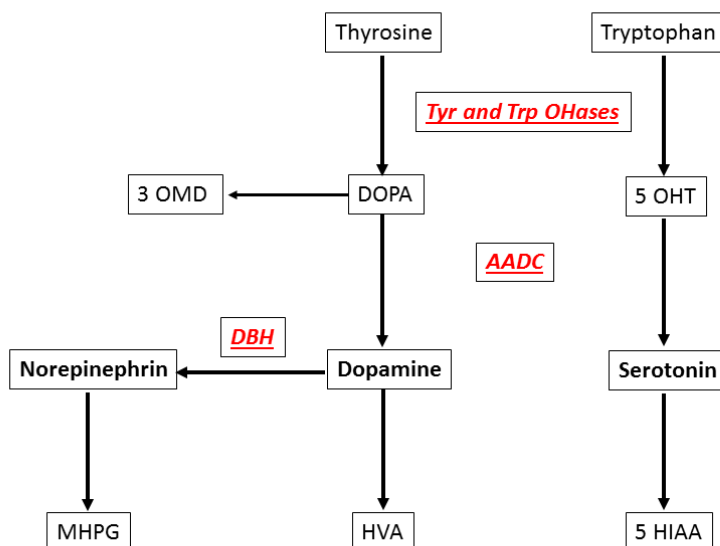 Thyrosine
Tryptophan
Tyr and Trp OHases
3 OMD
DOPA
5 OHT
AADC
DBH
Norepinephrin
Dopamine
Serotonin
MHPG
HVA
5 HIAA